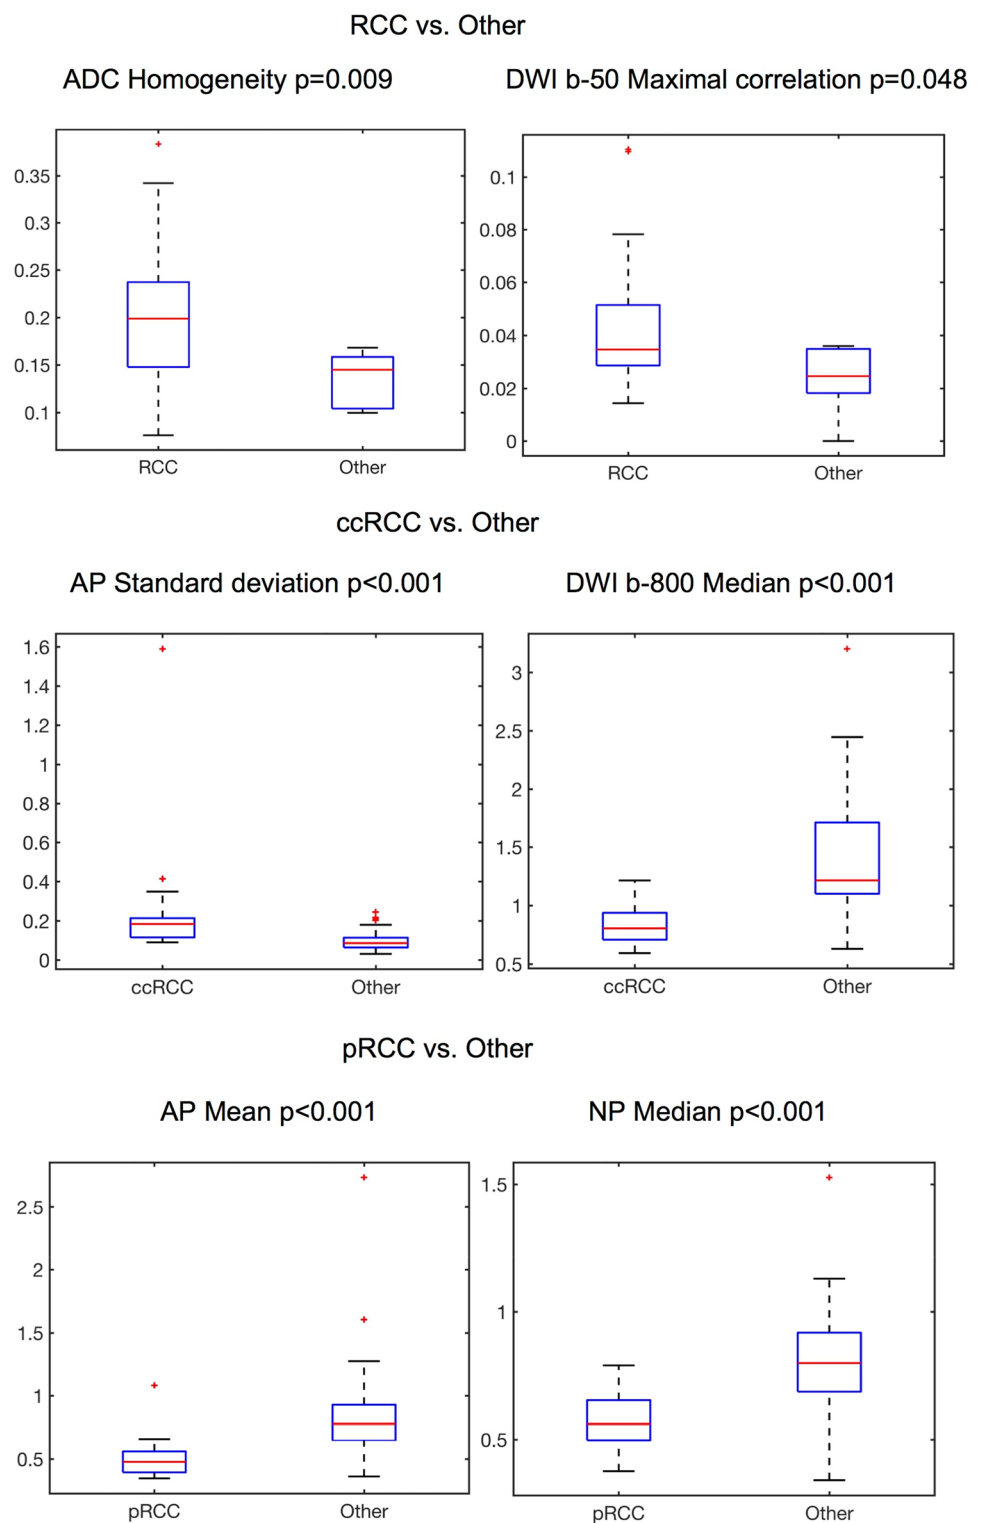 RCC vs. Other
ADC Homogeneity p=0.009
0.35
0.3
0.25
0.2
0.15
0.1
RCC Other
DWI b-50 Maximal correlation p=0.048
0.1
0.08
0.06
0.04
0.02
0
RCC Other
ccRCC vs. Other
AP Standard deviation p<0.001
1.6
1.4
1.2
1
0.8
0.6
0.4
0.2
0
ccRCC Other
DWI b-800 Median p<0.001
3
2.5
2
1.5
1
0.5
ccRCC Other
pRCC vs. Other
AP Mean p<0.001
2.5
2
1.5
1
0.5
pRCC Other
NP Median p<0.001
1.5
1
0.5
pRCC Other